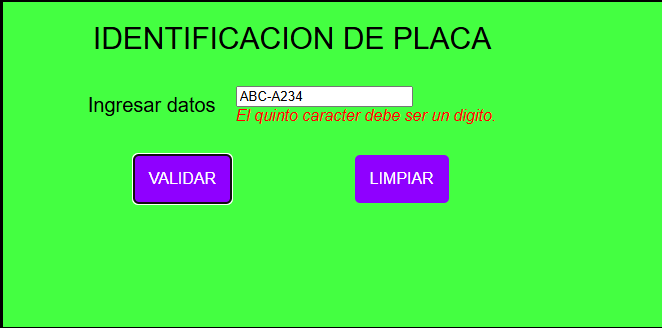 IDENTIFICACION DE PLACA
Ingresar datos ABC-A234
El quinto caracter debe ser un digito.
VALIDAR LIMPIAR